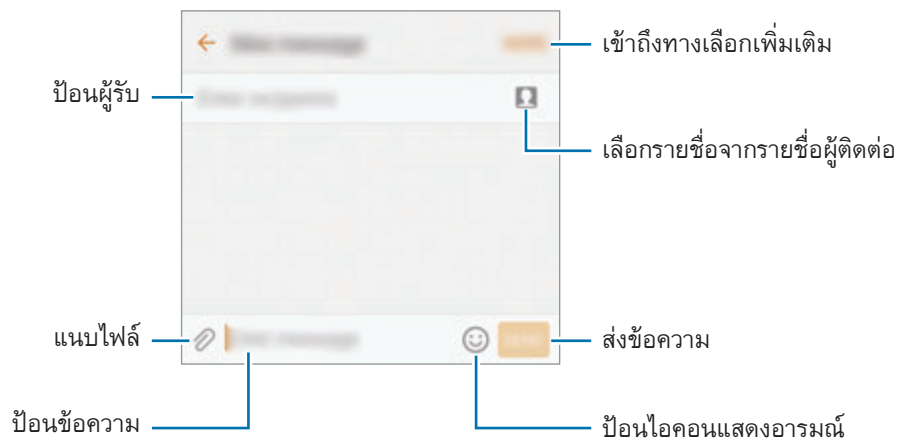 เข้าถึงทางเลือกเพิ่มเติม
ป้อนผู้รับ
เลือกรายชื่อจากรายชื่อผู้ติดต่อ
แนบไฟล์
ส่งข้อความ
ป้อนข้อความ
ป้อนไอคอนแสดงอารมณ์